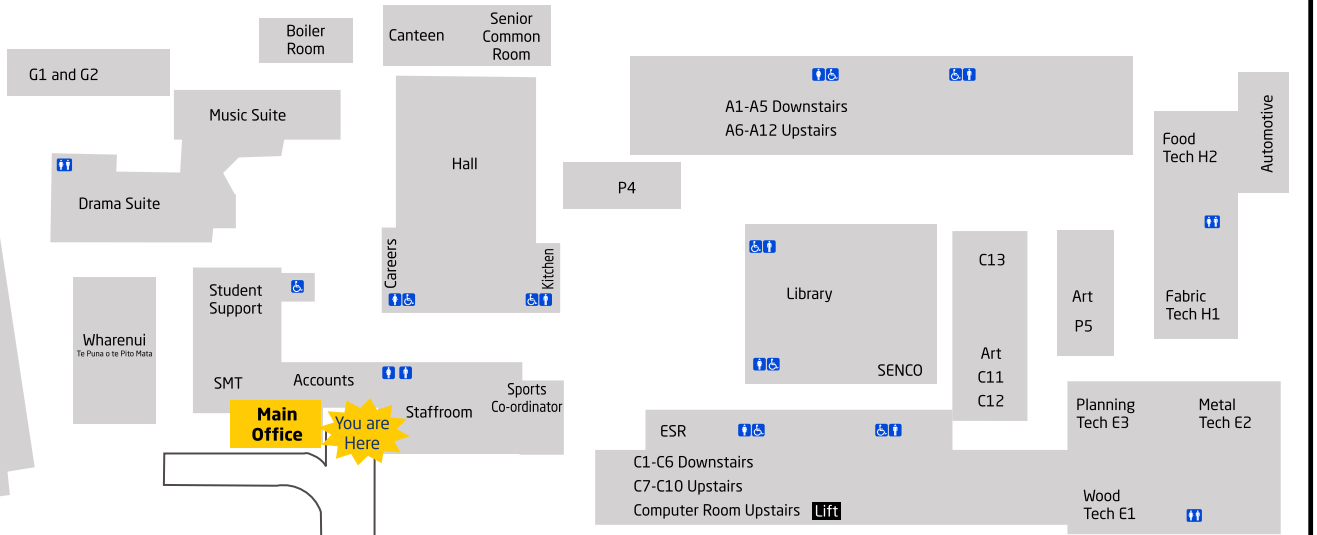 Boiler
Room
Canteen
Senior
Common
Room
G1 and G2
Music Suite
Hall
A1-A5 Downstairs
A6-A12 Upstairs
Food
Tech H2
Automotive
P4
Drama Suite
Careers
Kitchen
Student
Support
Library
C13
Art
P5
Fabric
Tech H1
Wharenui
Te Puna o te Pito Mata
SMT
Accounts
Staffroom
Sports
Co-ordinator
Main
Office
You are
Here
SENCO
Art
C11
C12
Planning
Tech E3
Metal
Tech E2
ESR
C1-C6 Downstairs
C7-C10 Upstairs
Computer Room Upstairs Lift
Wood
Tech E1